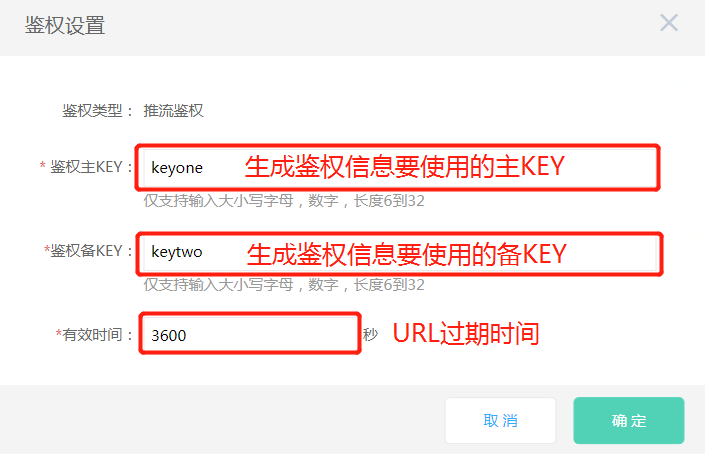 鉴权设置
鉴权类型： 推流鉴权
* 鉴权主KEY： keyone 生成鉴权信息要使用的主KEY
仅支持输入大小写字母，数字，长度6到32
*鉴权备KEY： keytwo 生成鉴权信息要使用的备KEY
仅支持输入大小写字母，数字，长度6到32
*有效时间： 3600 秒 URL过期时间
取 消 确 定